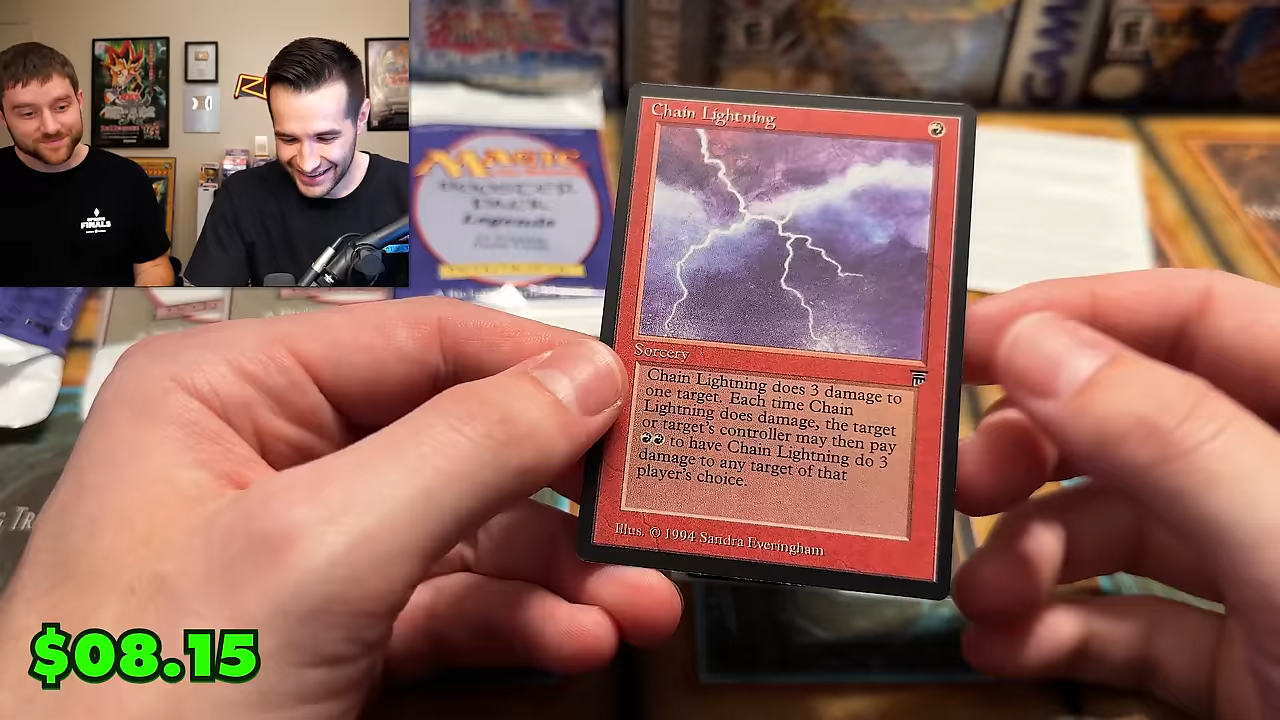 MAGIC
BOOSTER
PACK
Legends
FINALS
GAME
Chain Lightning
Sorcery
Chain Lightning does 3 damage to
one target. Each time Chain
Lightning does damage, the target
or target's controller may then pay
to have Chain Lightning do 3
damage to any target of that
player's choice.
Illus. © 1994 Sandra Everingham
$08.15